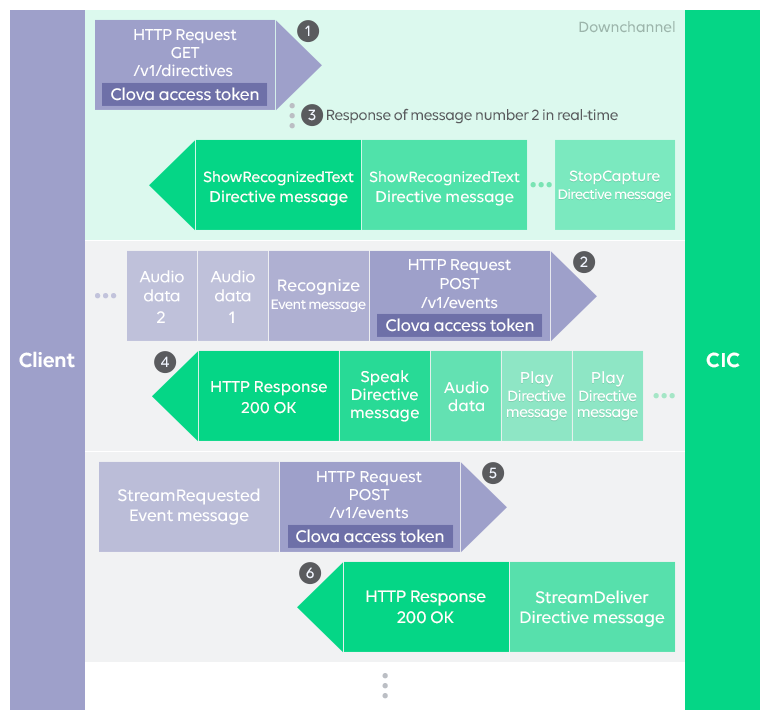 Client
CIC
Downchannel
HTTP Request
GET
/v1/directives
Clova access token
1
3 Response of message number 2 in real-time
ShowRecognizedText
Directive message
ShowRecognizedText
Directive message
StopCapture
Directive message
Audio
data
2
Audio
data
1
Recognize
Event message
HTTP Request
POST
/v1/events
Clova access token
2
4
HTTP Response
200 OK
Speak
Directive
message
Audio
data
Play
Directive
message
Play
Directive
message
StreamRequested
Event message
HTTP Request
POST
/v1/events
Clova access token
5
6
HTTP Response
200 OK
StreamDeliver
Directive message